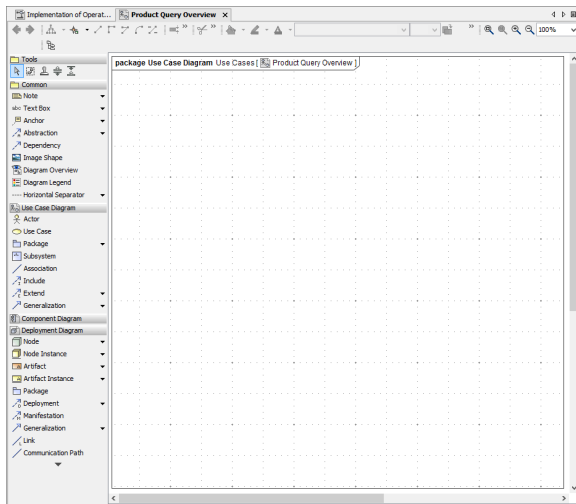 Implementation of Operat... Product Query Overview
100%
Tools
package Use Case Diagram Use Cases [ Product Query Overview ]
Common
Note
abc Text Box
Anchor
Abstraction
Dependency
Image Shape
Diagram Overview
Diagram Legend
Horizontal Separator
Use Case Diagram
Actor
Use Case
Package
Subsystem
Association
Include
Extend
Generalization
Component Diagram
Deployment Diagram
Node
Node Instance
Artifact
Artifact Instance
Package
Deployment
Manifestation
Generalization
Link
Communication Path